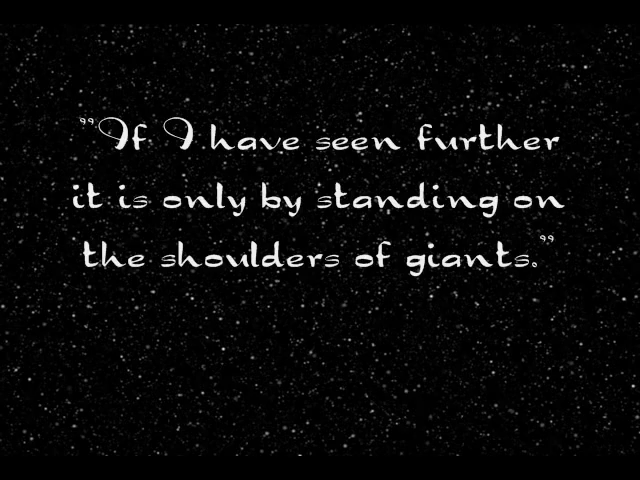 "If I have seen further
it is only by standing on
the shoulders of giants."